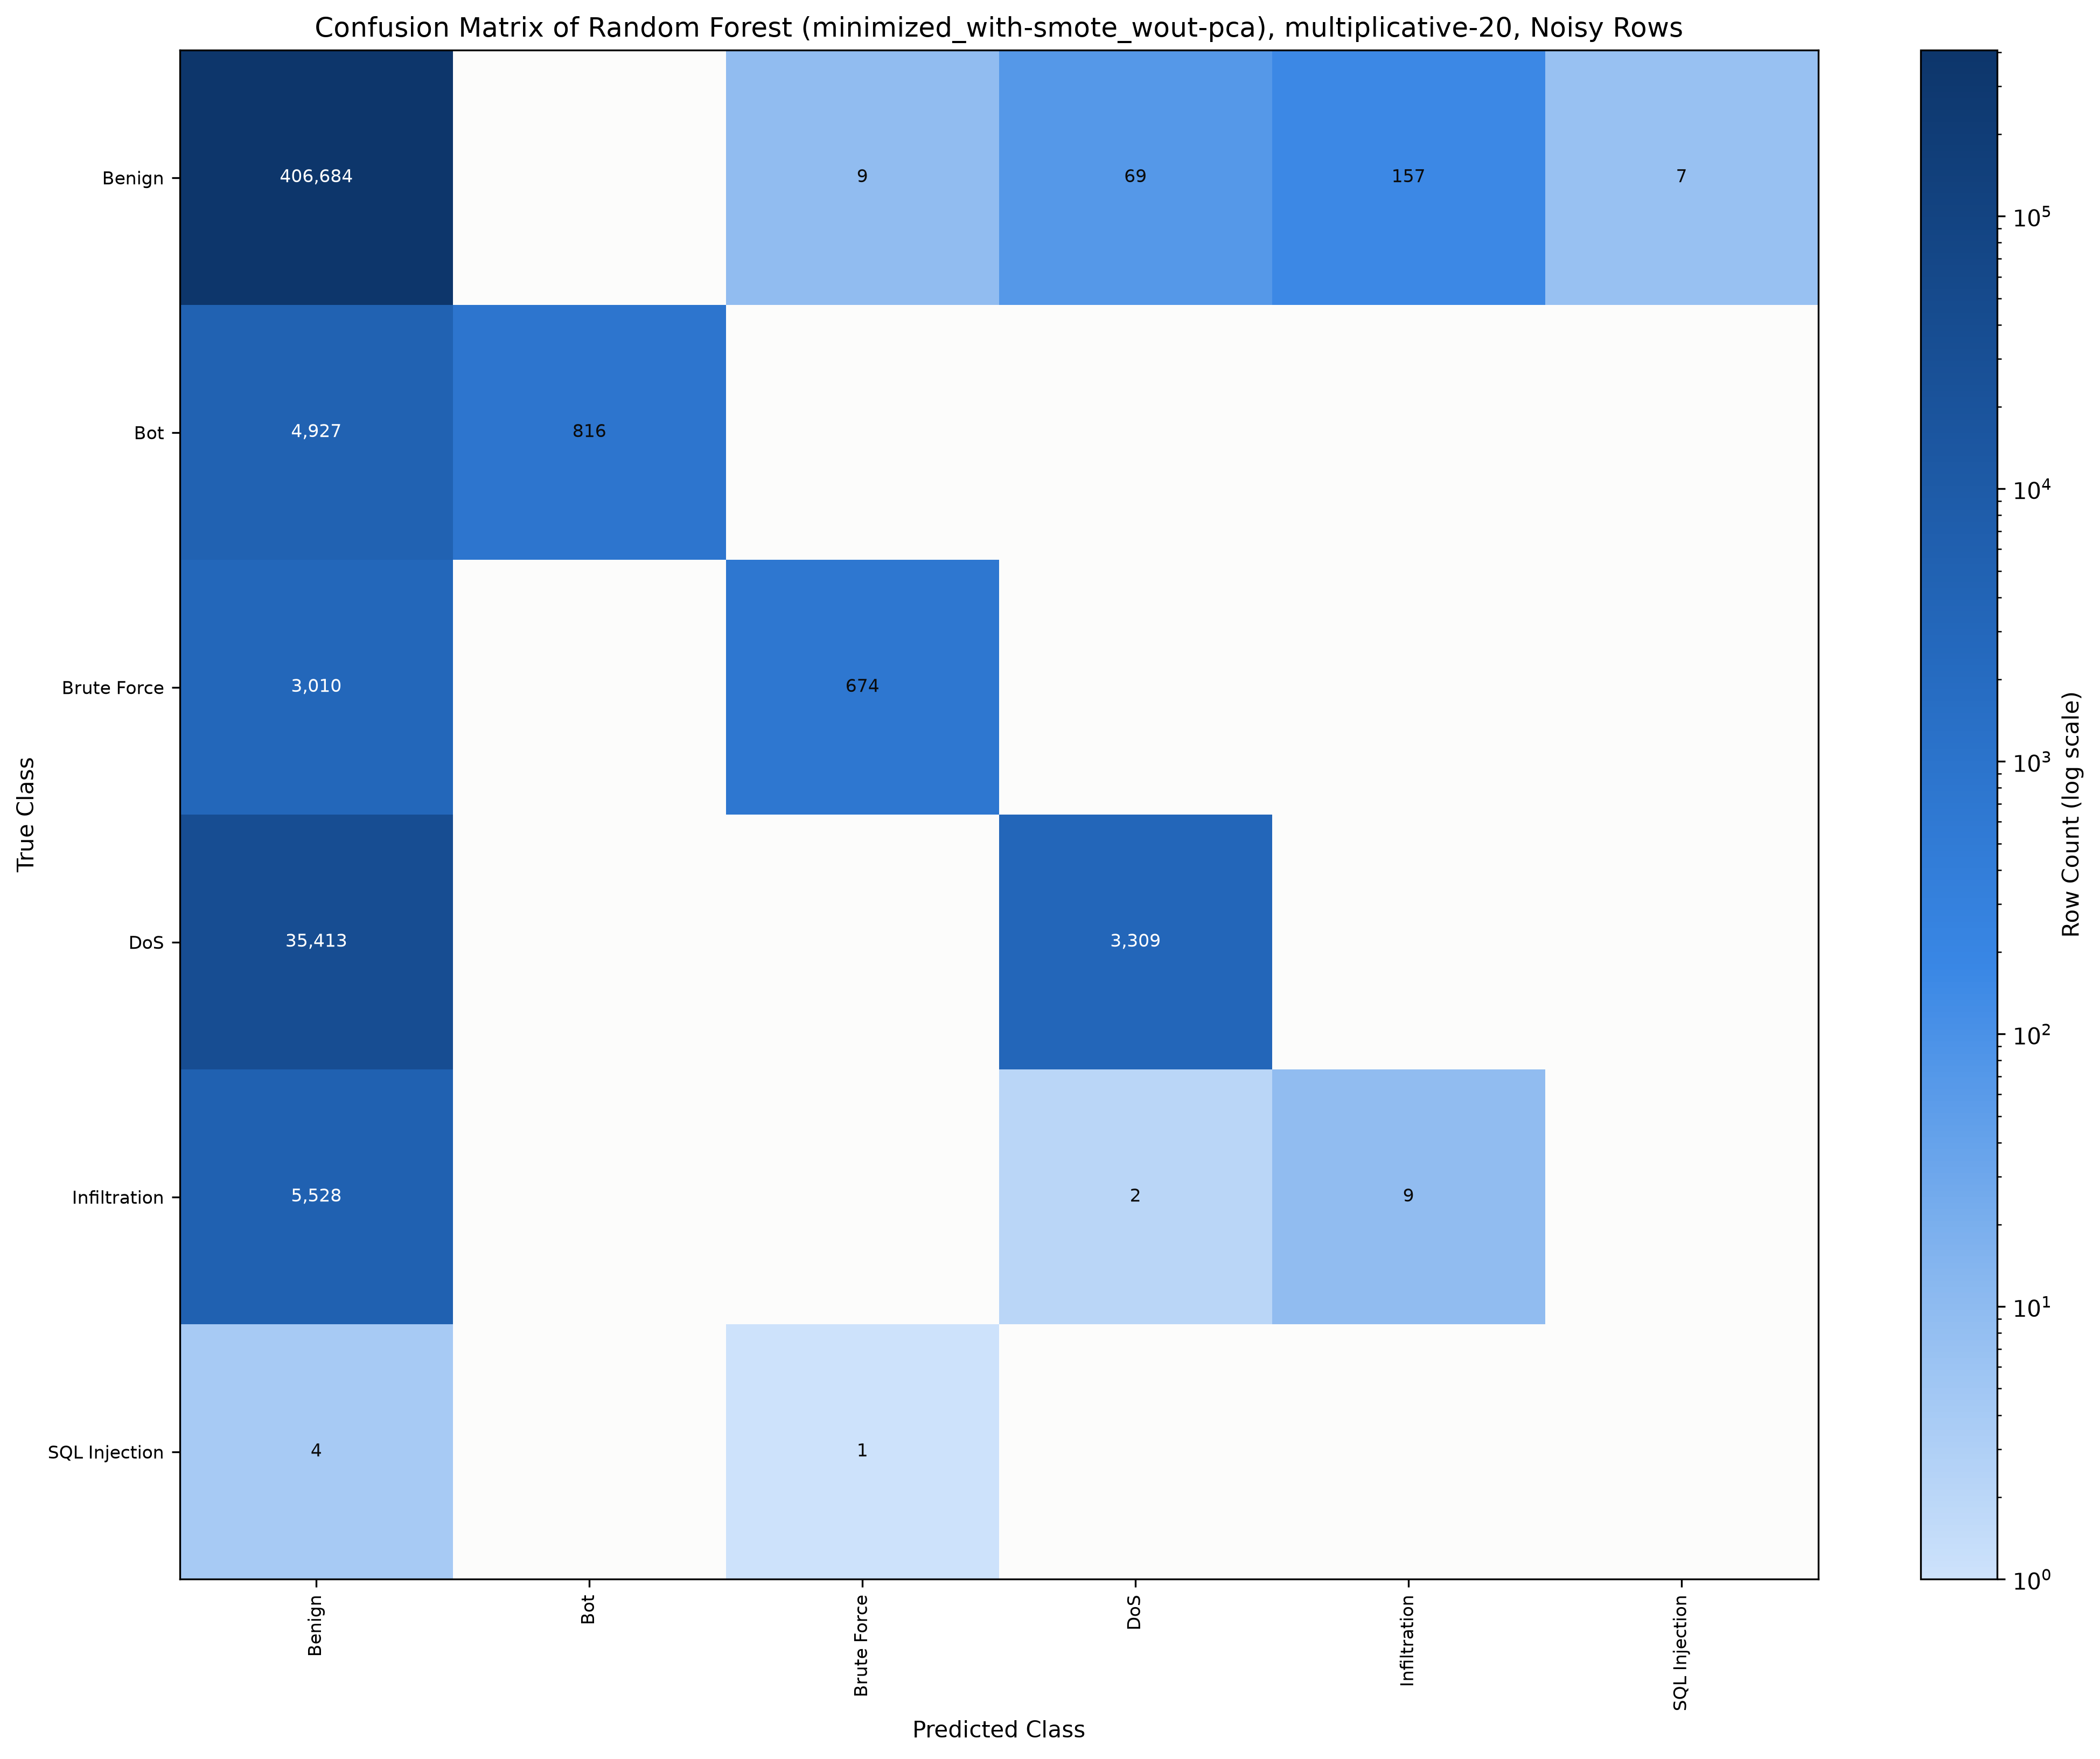 Confusion Matrix of Random Forest (minimized_with-smote_wout-pca), multiplicative-20, Noisy Rows
True Class
Benign 406,684 9 69 157 7
Bot 4,927 816
Brute Force 3,010 674
DoS 35,413 3,309
Infiltration 5,528 2 9
SQL Injection 4 1
Benign Bot Brute Force DoS Infiltration SQL Injection
Predicted Class
10⁵
10⁴
10³
10²
10¹
10⁰
Row Count (log scale)